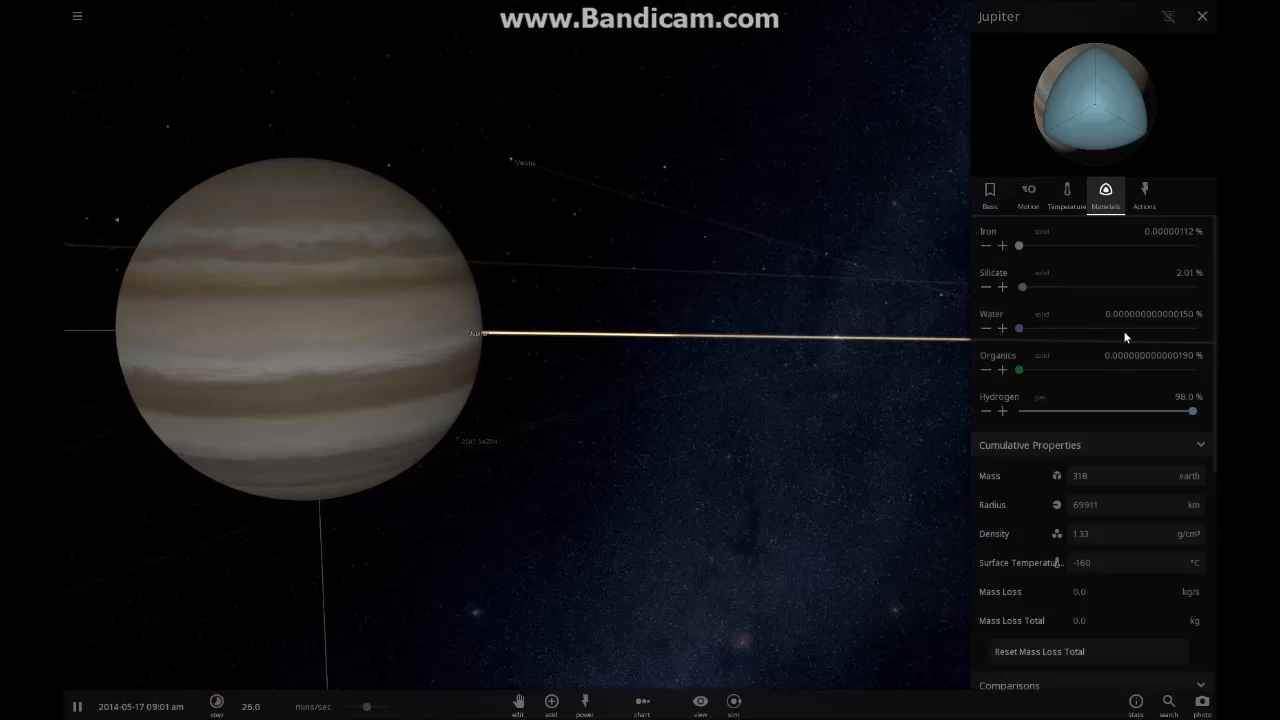 www.Bandicam.com
Jupiter
Basic
Motion
Temperature
Materials
Actions
Iron solid 0.00000112 %
Silicate solid 2.01 %
Water solid 0.000000000000150 %
Organics solid 0.000000000000190 %
Hydrogen gas 98.0 %
Cumulative Properties
Mass 318 earth
Radius 69911 km
Density 1.33 g/cm³
Surface Temperatu... -160 °C
Mass Loss 0.0 kg/s
Mass Loss Total 0.0 kg
Reset Mass Loss Total
Comparisons
Jupiter
2014-05-17 09:01 am
step
26.0 mins/sec
edit
add
power
chart
view
sim
stats
search
photo